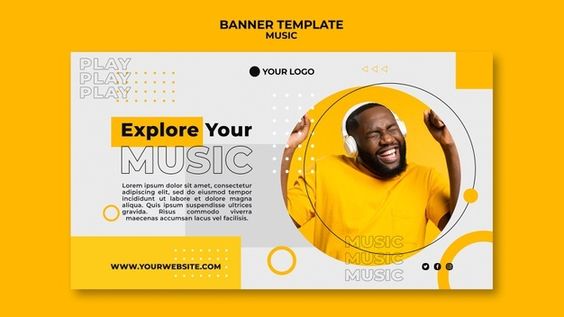 BANNER TEMPLATE
MUSIC
PLAY
PLAY
PLAY
YOUR LOGO
Explore Your
MUSIC
Lorem ipsum dolor sit amet, consectetur
adipiscing elit, sed do eiusmod tempor
incididunt ut labore et dolore magna
aliqua. Quis ipsum suspendisse ultrices
gravida. Risus commodo viverra
maecenas accumsan lacus vel facilisis.
MUSIC
MUSIC
MUSIC
WWW.YOURWEBSITE.COM